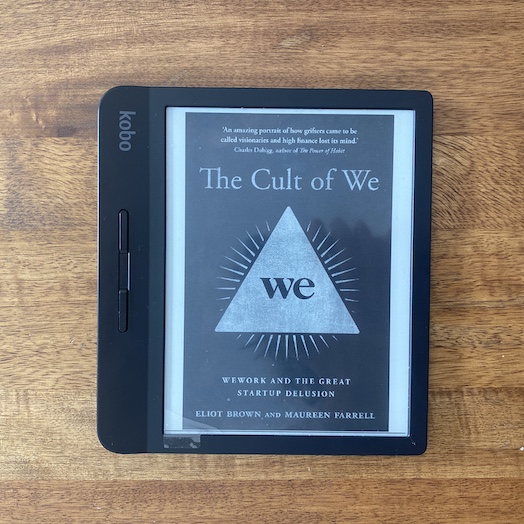 kobo
'An amazing portrait of how grifters came to be
called visionaries and high finance lost its mind.'
Charles Duhigg, author of The Power of Habit
The Cult of We
we
WEWORK AND THE GREAT
STARTUP DELUSION
ELIOT BROWN AND MAUREEN FARRELL